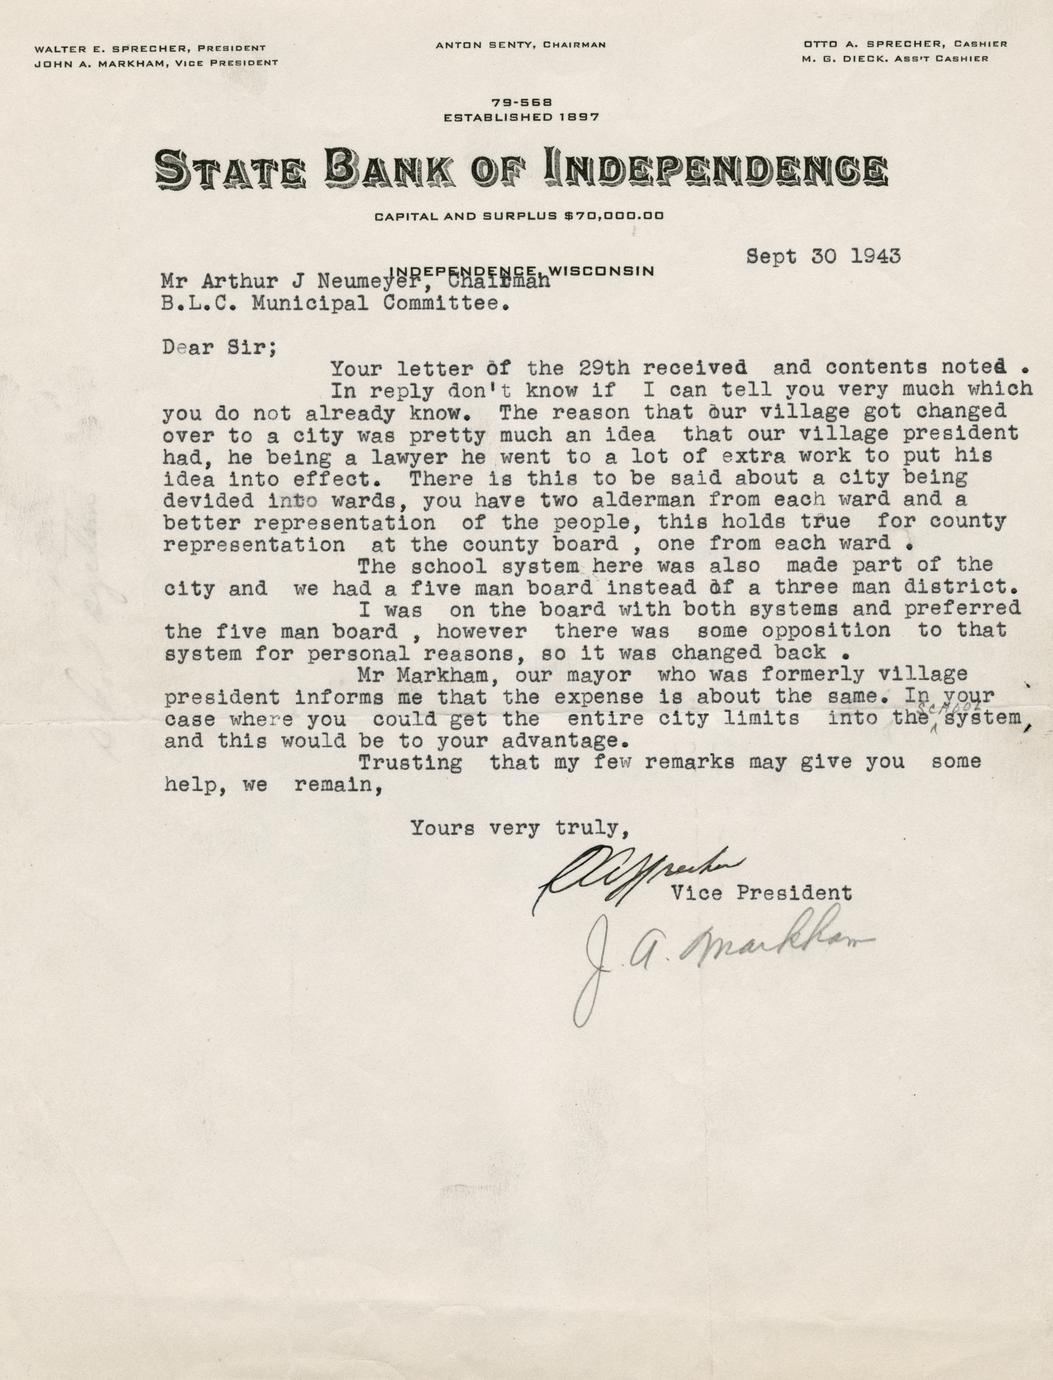 WALTER E. SPRECHER, PRESIDENT
JOHN A. MARKHAM, VICE PRESIDENT
ANTON SENTY, CHAIRMAN
OTTO A. SPRECHER, CASHIER
M. G. DIECK. ASS'T CASHIER
79-568
ESTABLISHED 1897
STATE BANK OF INDEPENDENCE
CAPITAL AND SURPLUS $70,000.00
Sept 30 1943
INDEPENDENCE, WISCONSIN
Mr Arthur J Neumeyer, Chairman
B.L.C. Municipal Committee.
Dear Sir;
Your letter of the 29th received and contents noted .
In reply don't know if I can tell you very much which
you do not already know. The reason that our village got changed
over to a city was pretty much an idea that our village president
had, he being a lawyer he went to a lot of extra work to put his
idea into effect. There is this to be said about a city being
devided into wards, you have two alderman from each ward and a
better representation of the people, this holds true for county
representation at the county board , one from each ward .
The school system here was also made part of the
city and we had a five man board instead of a three man district.
I was on the board with both systems and preferred
the five man board , however there was some opposition to that
system for personal reasons, so it was changed back .
Mr Markham, our mayor who was formerly village
president informs me that the expense is about the same. In your
case where you could get the entire city limits into the school system,
and this would be to your advantage.
Trusting that my few remarks may give you some
help, we remain,
Yours very truly,
OA Sprecher
Vice President
J. A. Markham